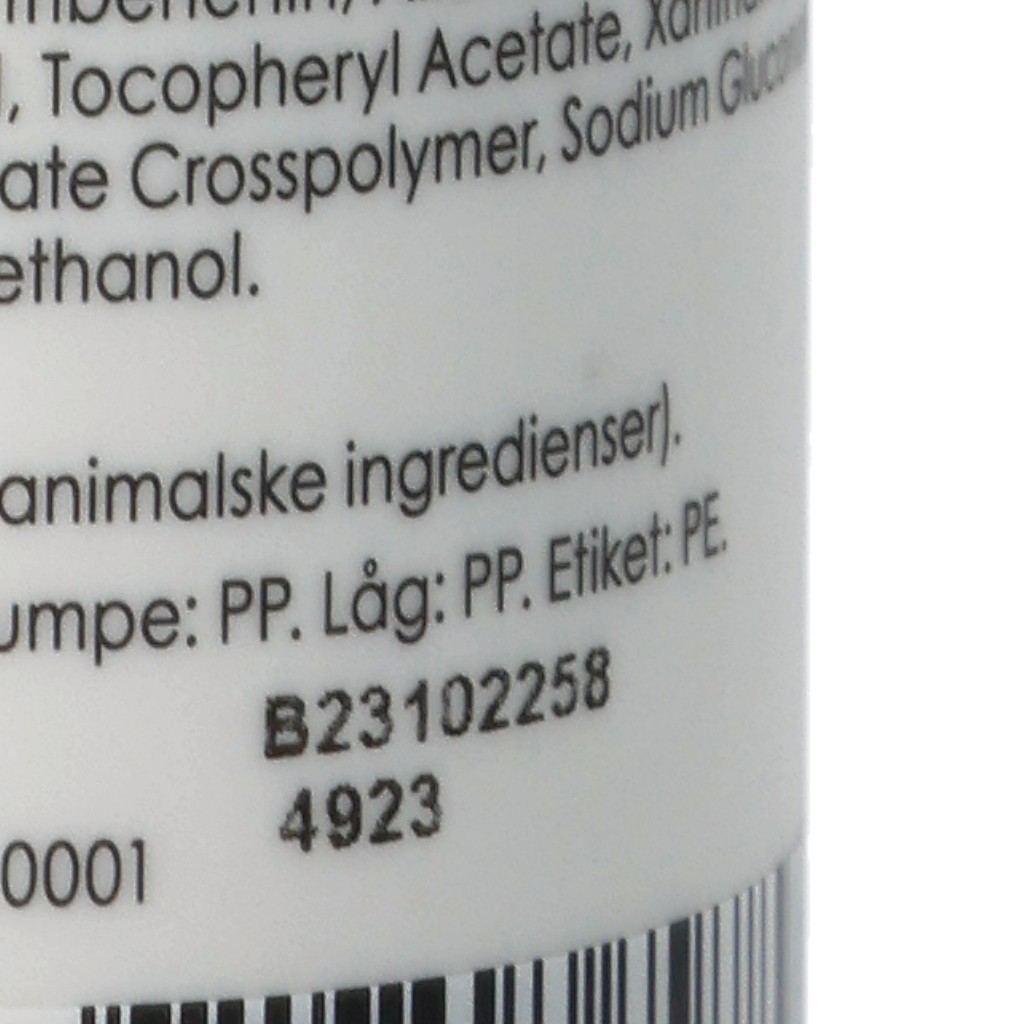 , Tocopheryl Acetate,
ate Crosspolymer, Sodium
ethanol.
animalske ingredienser).
umpe: PP. Låg: PP. Etiket: PE.
B23102258
4923
0001